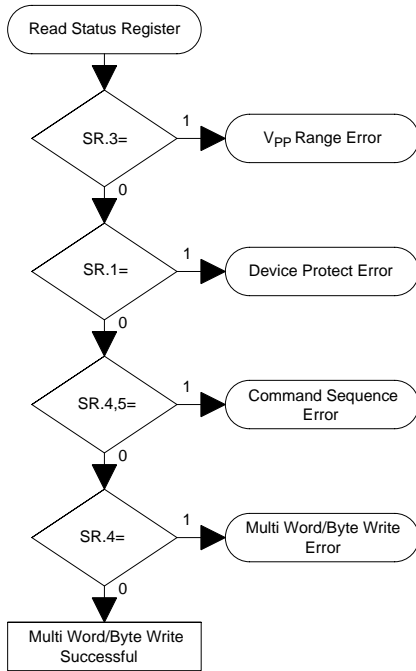 Read Status Register
SR.3=
1
VPP Range Error
0
SR.1=
1
Device Protect Error
0
SR.4,5=
1
Command Sequence
Error
0
SR.4=
1
Multi Word/Byte Write
Error
0
Multi Word/Byte Write
Successful